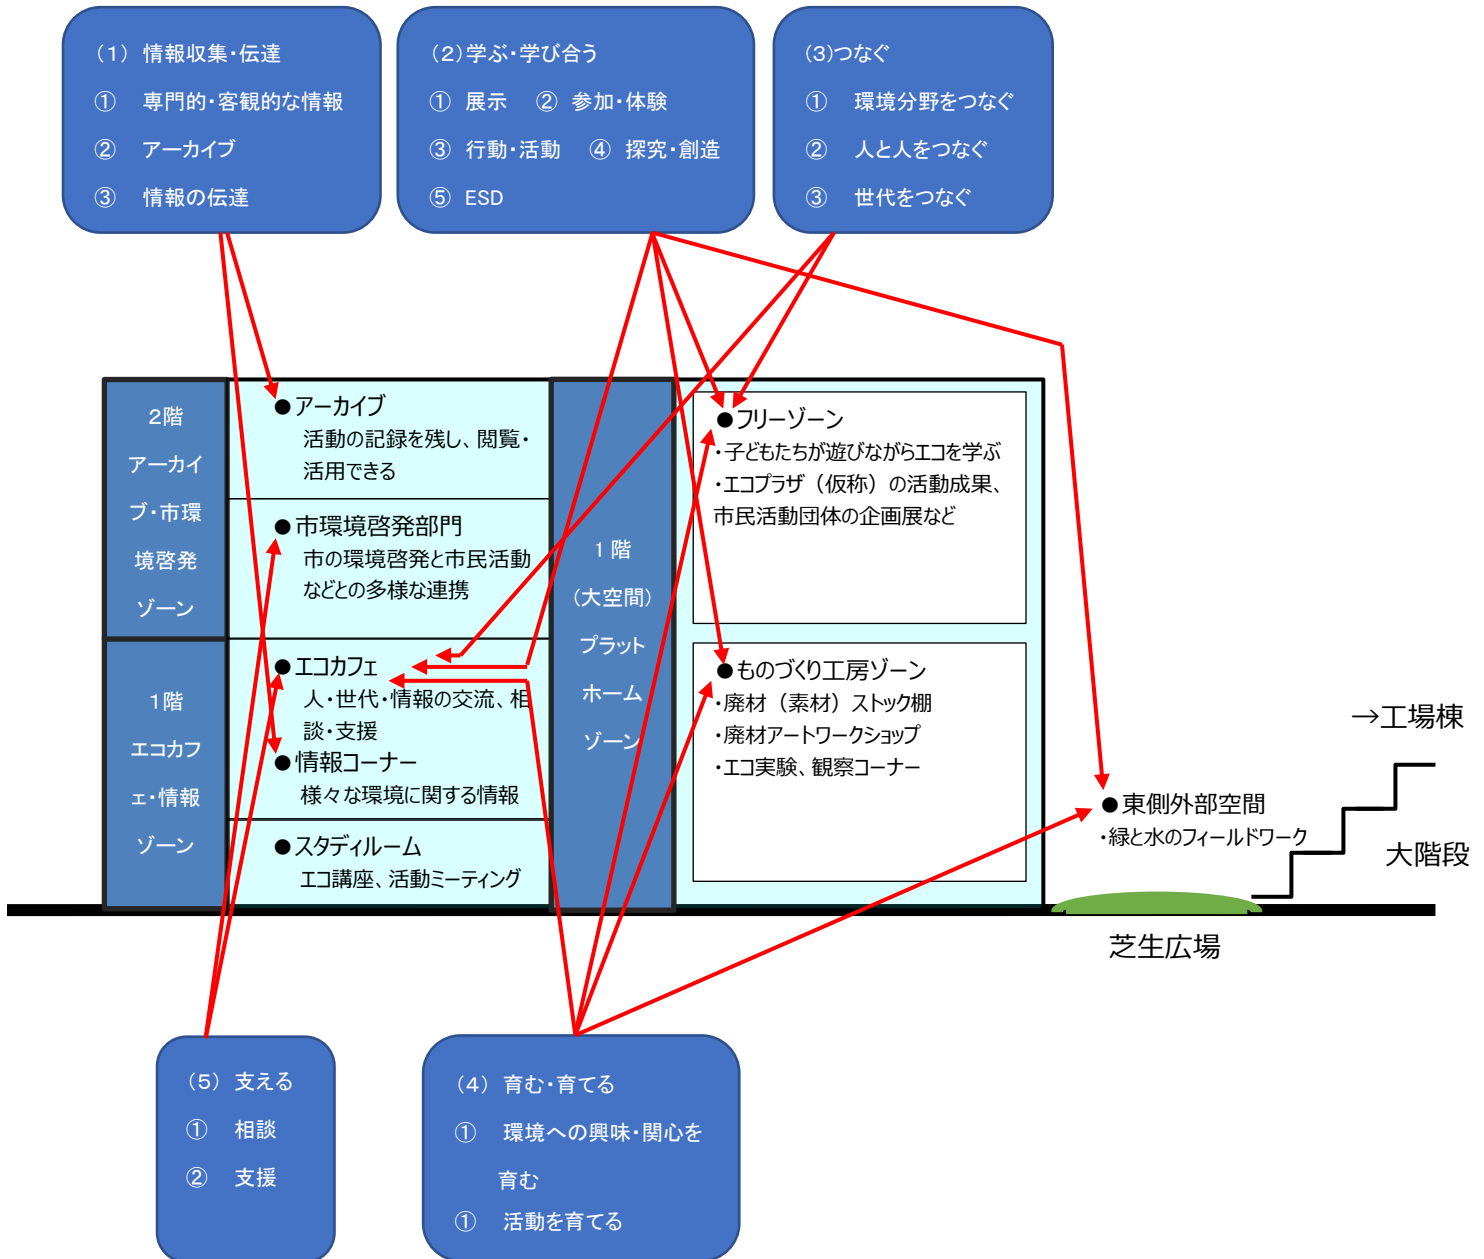 (1) 情報収集・伝達
① 専門的・客観的な情報
② アーカイブ
③ 情報の伝達
(2)学ぶ・学び合う
① 展示 ② 参加・体験
③ 行動・活動 ④ 探究・創造
⑤ ESD
(3)つなぐ
① 環境分野をつなぐ
② 人と人をつなぐ
③ 世代をつなぐ
2階
アーカイ
ブ・市環
境啓発
ゾーン
●アーカイブ
活動の記録を残し、閲覧・
活用できる
●市環境啓発部門
市の環境啓発と市民活動
などとの多様な連携
1階
エコカフ
ェ・情報
ゾーン
●エコカフェ
人・世代・情報の交流、相
談・支援
●情報コーナー
様々な環境に関する情報
●スタディルーム
エコ講座、活動ミーティング
1階
(大空間)
プラット
ホーム
ゾーン
●フリーゾーン
・子どもたちが遊びながらエコを学ぶ
・エコプラザ(仮称)の活動成果、
市民活動団体の企画展など
●ものづくり工房ゾーン
・廃材(素材)ストック棚
・廃材アートワークショップ
・エコ実験、観察コーナー
→工場棟
●東側外部空間
・緑と水のフィールドワーク
大階段
芝生広場
(5) 支える
① 相談
② 支援
(4) 育む・育てる
① 環境への興味・関心を
育む
① 活動を育てる